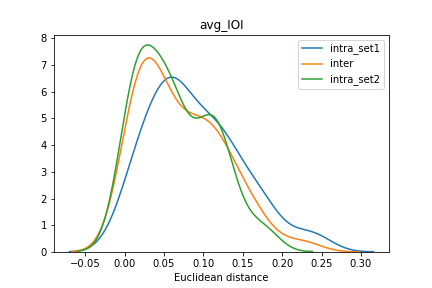 avg_IOI
intra_set1
inter
intra_set2
8
7
6
5
4
3
2
1
0
−0.05 0.00 0.05 0.10 0.15 0.20 0.25 0.30
Euclidean distance